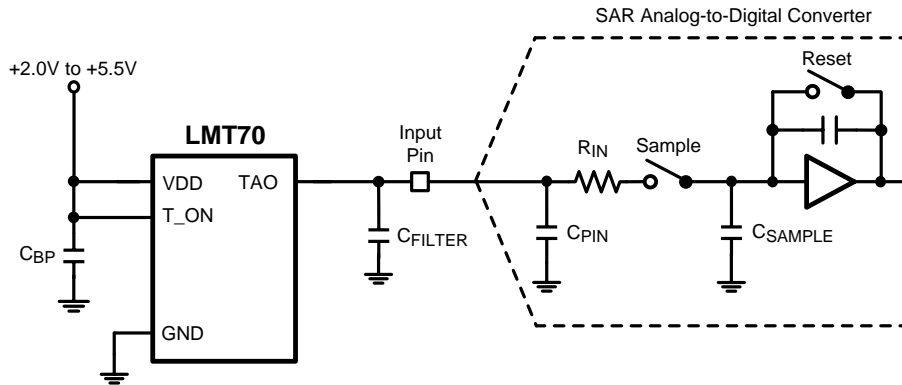 SAR Analog-to-Digital Converter
+2.0V to +5.5V
Reset
LMT70
Input
Pin
RIN
Sample
VDD
TAO
T_ON
CBP
CFILTER
CPIN
CSAMPLE
GND